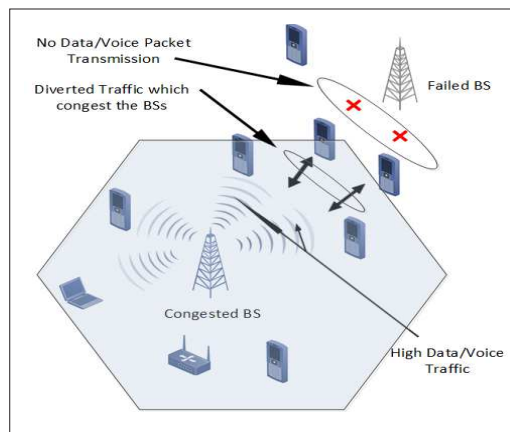 No Data/Voice Packet
Transmission
Diverted Traffic which
congest the BSs
Failed BS
Congested BS
High Data/Voice
Traffic